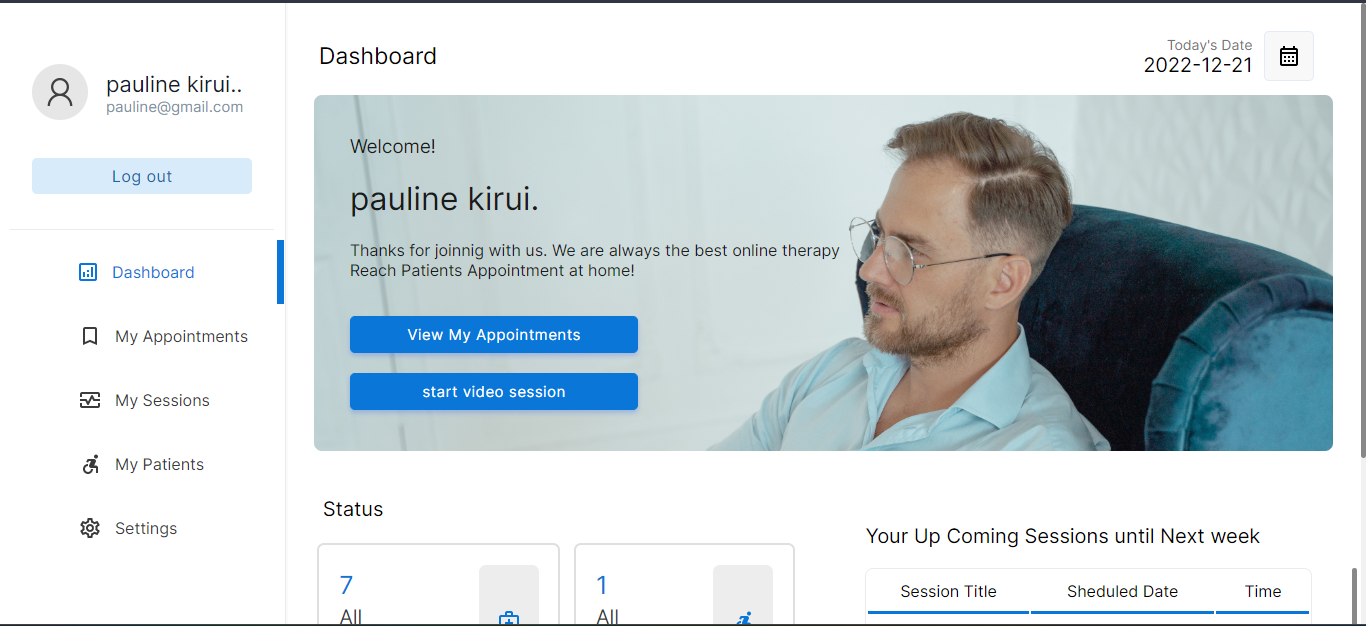 pauline kirui..
pauline@gmail.com
Log out
Dashboard
My Appointments
My Sessions
My Patients
Settings
Dashboard
Today's Date
2022-12-21
Welcome!
pauline kirui.
Thanks for joinnig with us. We are always the best online therapy
Reach Patients Appointment at home!
View My Appointments
start video session
Status
7
All
1
All
Your Up Coming Sessions until Next week
Session Title Sheduled Date Time